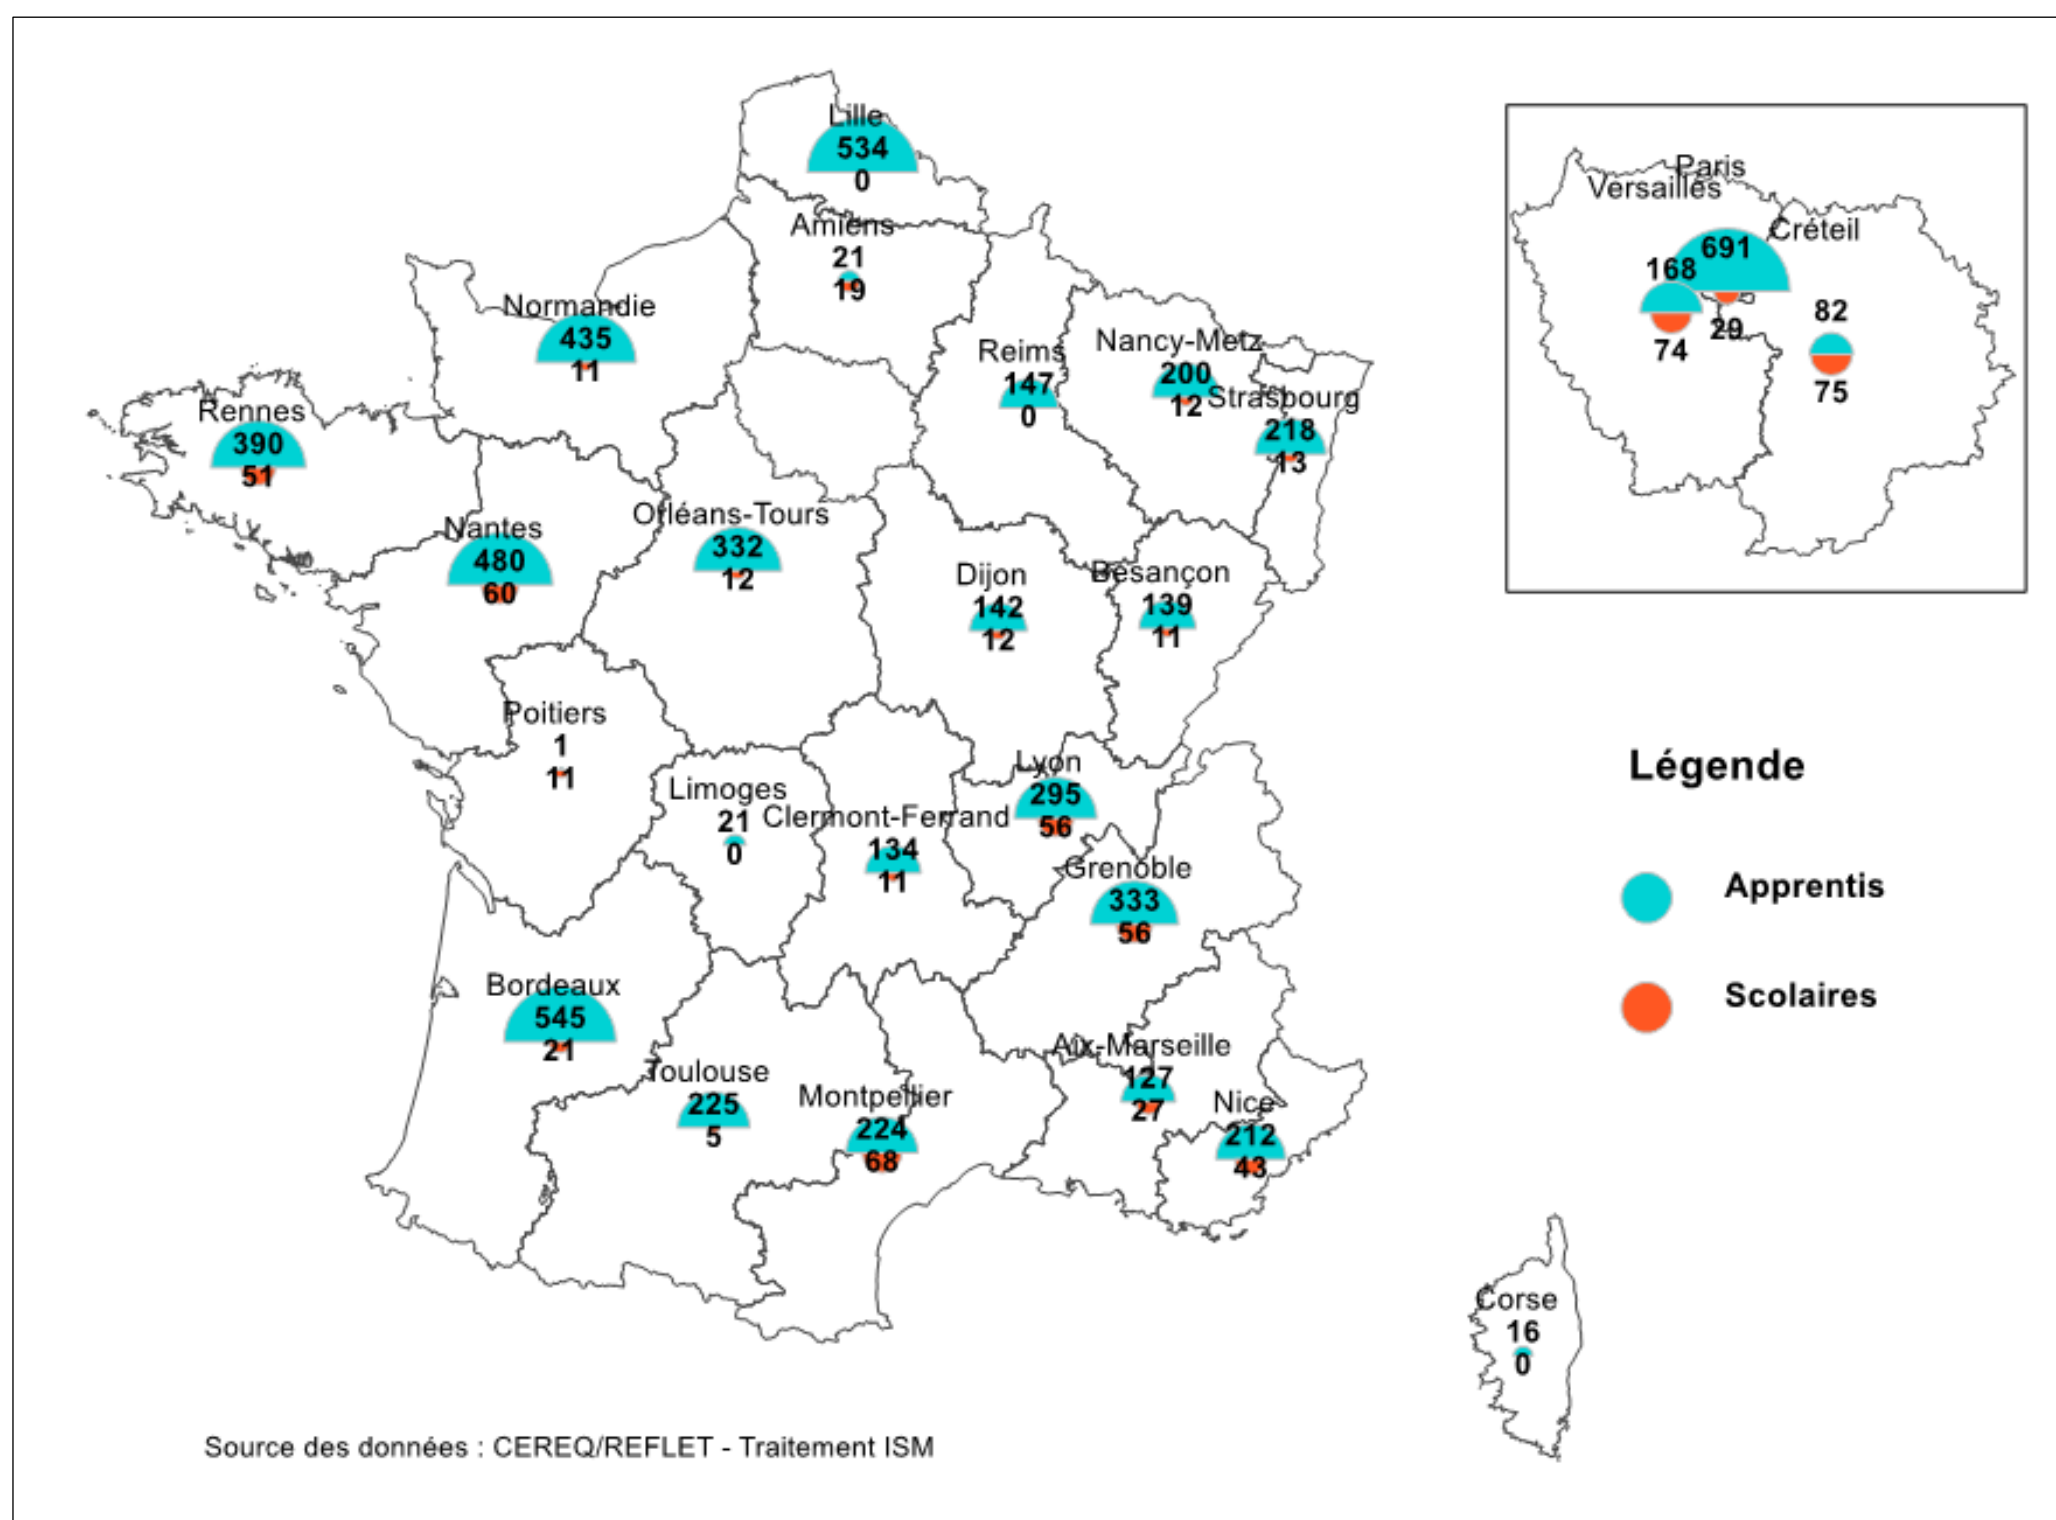 Lille
534
0
Amiens
21
19
Normandie
435
11
Reims
147
0
Nancy-Metz
200
12
Strasbourg
218
13
Rennes
390
51
Nantes
480
60
Orléans-Tours
332
12
Dijon
142
12
Besançon
139
11
Poitiers
1
11
Limoges
21
0
Clermont-Ferrand
134
11
Lyon
295
56
Grenoble
333
56
Bordeaux
545
21
Toulouse
225
5
Montpellier
224
68
Aix-Marseille
127
27
Nice
212
43
Corse
16
0
Paris
691
29
Versailles
168
74
Créteil
82
75
Légende
Apprentis
Scolaires
Source des données : CEREQ/REFLET - Traitement ISM